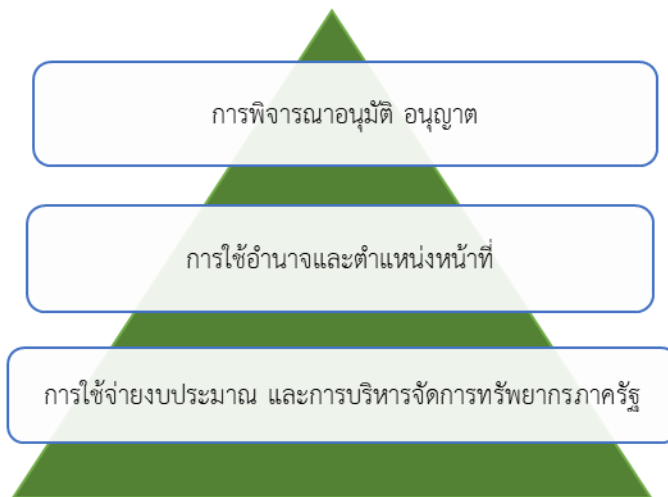 การพิจารณาอนุมัติ อนุญาต
การใช้อำนาจและตำแหน่งหน้าที่
การใช้จ่ายงบประมาณ และการบริหารจัดการทรัพยากรภาครัฐ